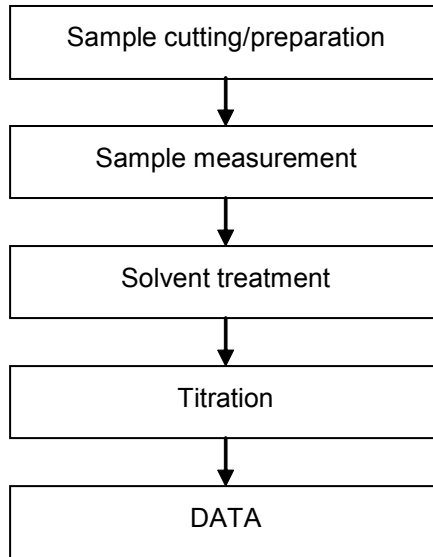 Sample cutting/preparation
Sample measurement
Solvent treatment
Titration
DATA